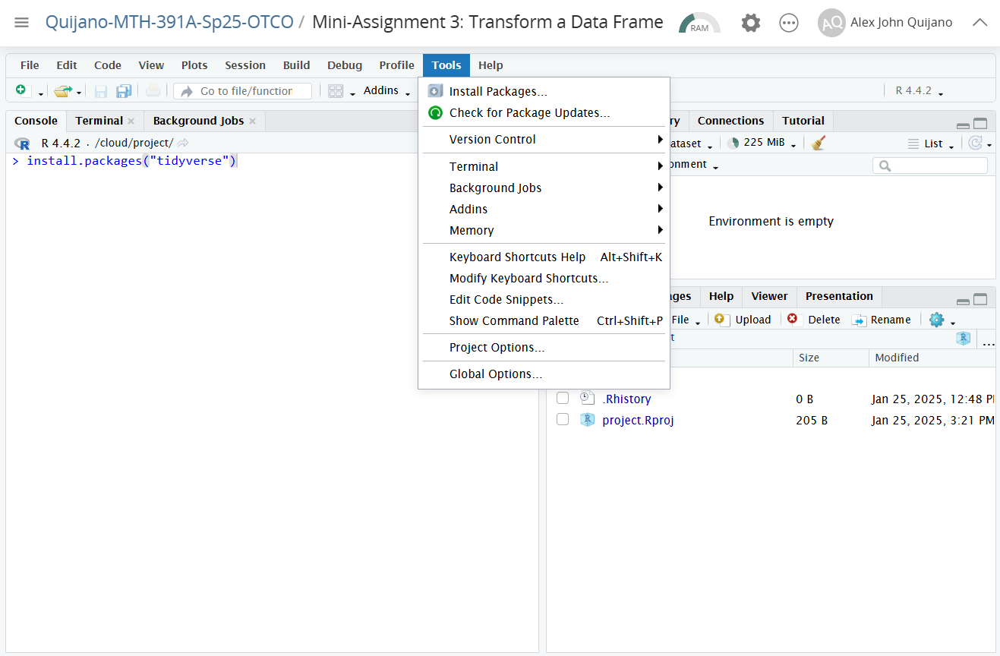 Quijano-MTH-391A-Sp25-OTCO / Mini-Assignment 3: Transform a Data Frame RAM AQ Alex John Quijano
File Edit Code View Plots Session Build Debug Profile Tools Help
Go to file/function Addins R 4.4.2
Console Terminal Background Jobs
R 4.4.2 · /cloud/project/
> install.packages("tidyverse")
Install Packages...
Check for Package Updates...
Version Control
Terminal
Background Jobs
Addins
Memory
Keyboard Shortcuts Help Alt+Shift+K
Modify Keyboard Shortcuts...
Edit Code Snippets...
Show Command Palette Ctrl+Shift+P
Project Options...
Global Options...
ry Connections Tutorial
ataset 225 MiB List
onment
Environment is empty
ages Help Viewer Presentation
File Upload Delete Rename
t R ...
Size Modified
.Rhistory 0 B Jan 25, 2025, 12:48 P
project.Rproj 205 B Jan 25, 2025, 3:21 PM